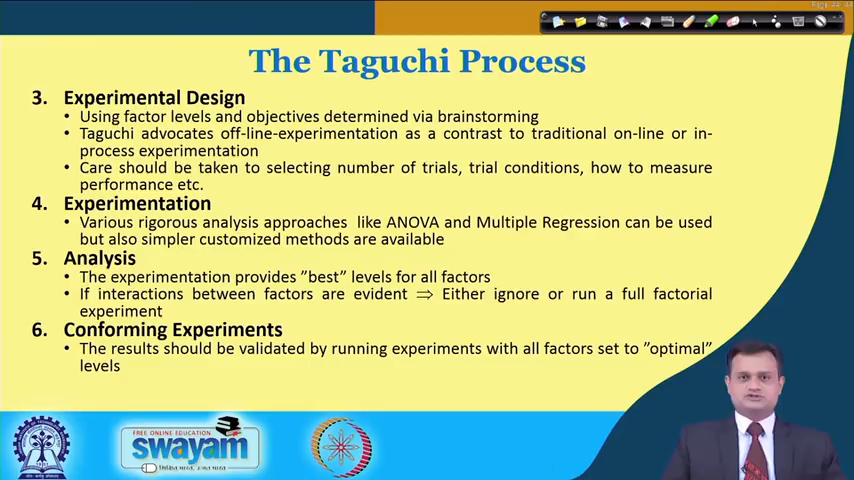 The Taguchi Process
3. Experimental Design
• Using factor levels and objectives determined via brainstorming
• Taguchi advocates off-line-experimentation as a contrast to traditional on-line or in-
process experimentation
• Care should be taken to selecting number of trials, trial conditions, how to measure
performance etc.
4. Experimentation
• Various rigorous analysis approaches like ANOVA and Multiple Regression can be used
but also simpler customized methods are available
5. Analysis
• The experimentation provides ”best” levels for all factors
• If interactions between factors are evident ⇒ Either ignore or run a full factorial
experiment
6. Conforming Experiments
• The results should be validated by running experiments with all factors set to ”optimal”
levels
FREE ONLINE EDUCATION
swayam